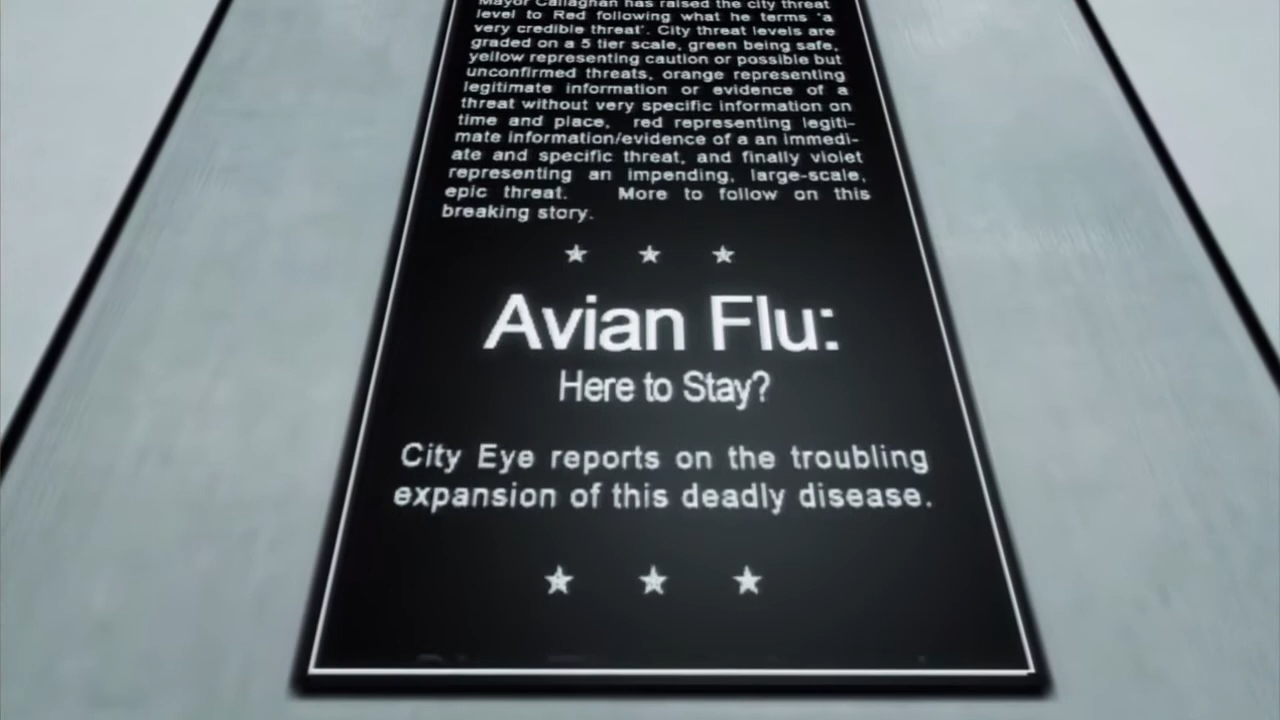 Mayor Callaghan has raised the city threat
level to Red following what he terms 'a
very credible threat'. City threat levels are
graded on a 5 tier scale, green being safe,
yellow representing caution or possible but
unconfirmed threats, orange representing
legitimate information or evidence of a
threat without very specific information on
time and place, red representing legiti-
mate information/evidence of a an immedi-
ate and specific threat, and finally violet
representing an impending, large-scale,
epic threat. More to follow on this
breaking story.
Avian Flu:
Here to Stay?
City Eye reports on the troubling
expansion of this deadly disease.